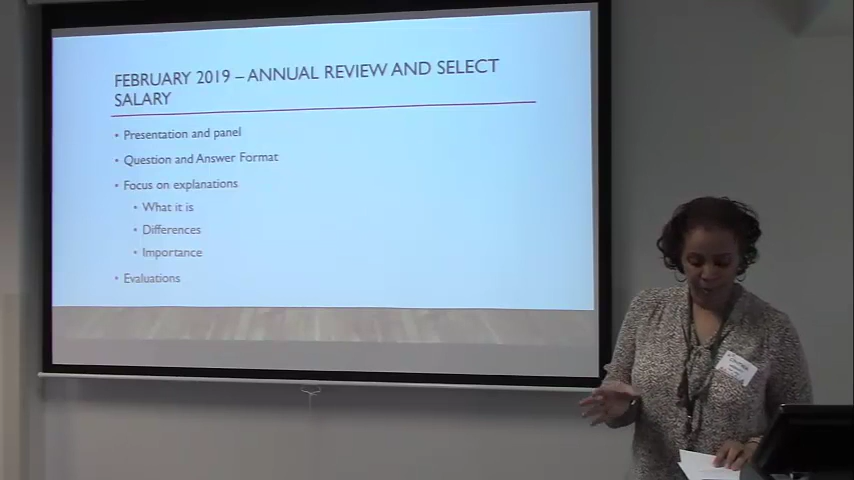 FEBRUARY 2019 – ANNUAL REVIEW AND SELECT
SALARY
• Presentation and panel
• Question and Answer Format
• Focus on explanations
• What it is
• Differences
• Importance
• Evaluations